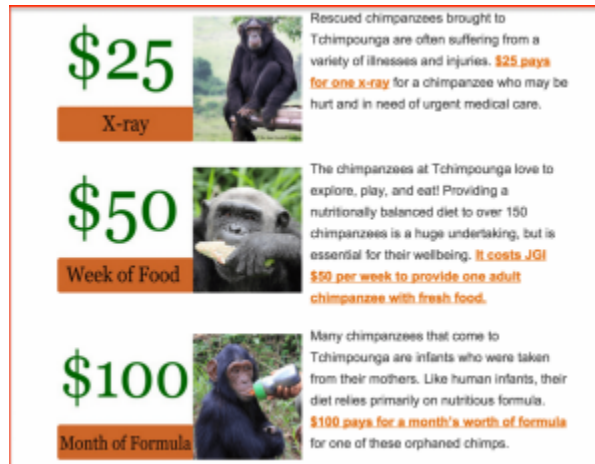 $25
X-ray
Rescued chimpanzees brought to
Tchimpounga are often suffering from a
variety of illnesses and injuries. $25 pays
for one x-ray for a chimpanzee who may be
hurt and in need of urgent medical care.
$50
Week of Food
The chimpanzees at Tchimpounga love to
explore, play, and eat! Providing a
nutritionally balanced diet to over 150
chimpanzees is a huge undertaking, but is
essential for their wellbeing. It costs JGI
$50 per week to provide one adult
chimpanzee with fresh food.
$100
Month of Formula
Many chimpanzees that come to
Tchimpounga are infants who were taken
from their mothers. Like human infants, their
diet relies primarily on nutritious formula.
$100 pays for a month's worth of formula
for one of these orphaned chimps.